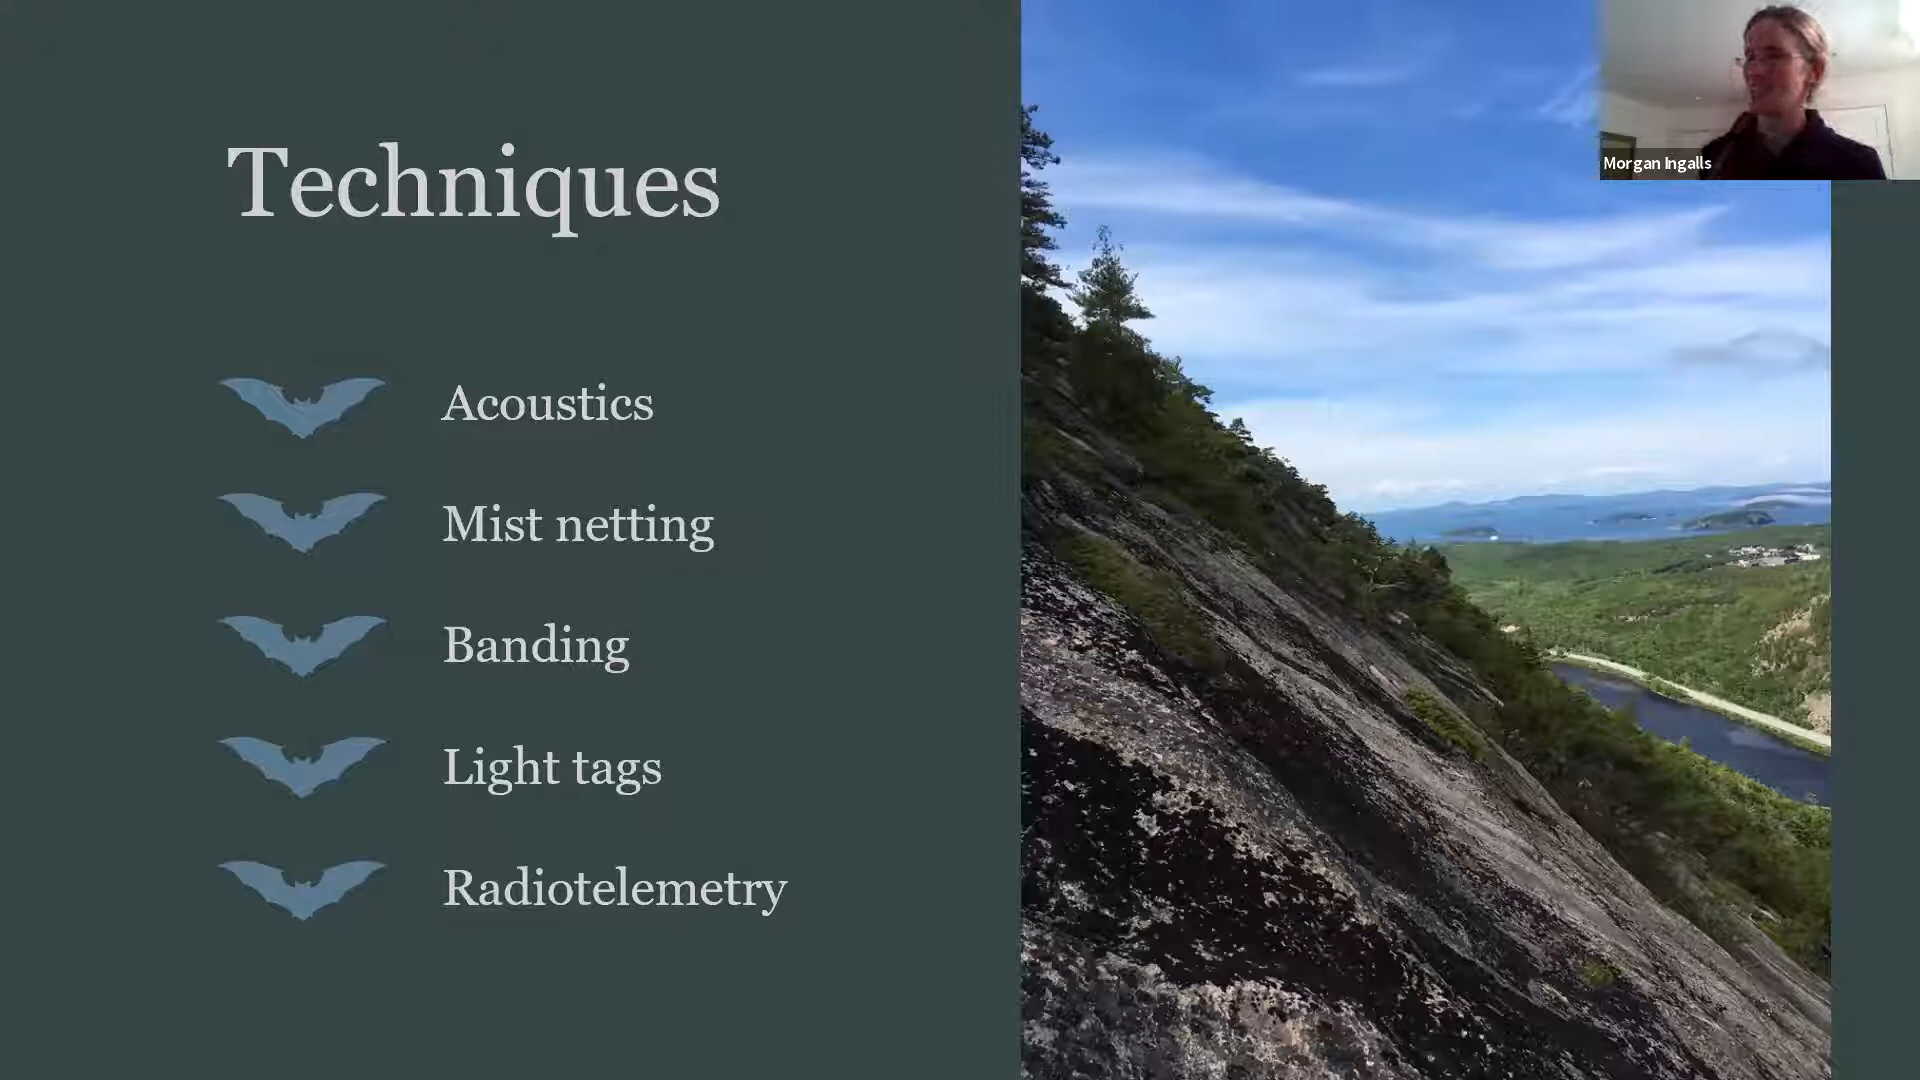 Techniques
Acoustics
Mist netting
Banding
Light tags
Radiotelemetry
Morgan Ingalls